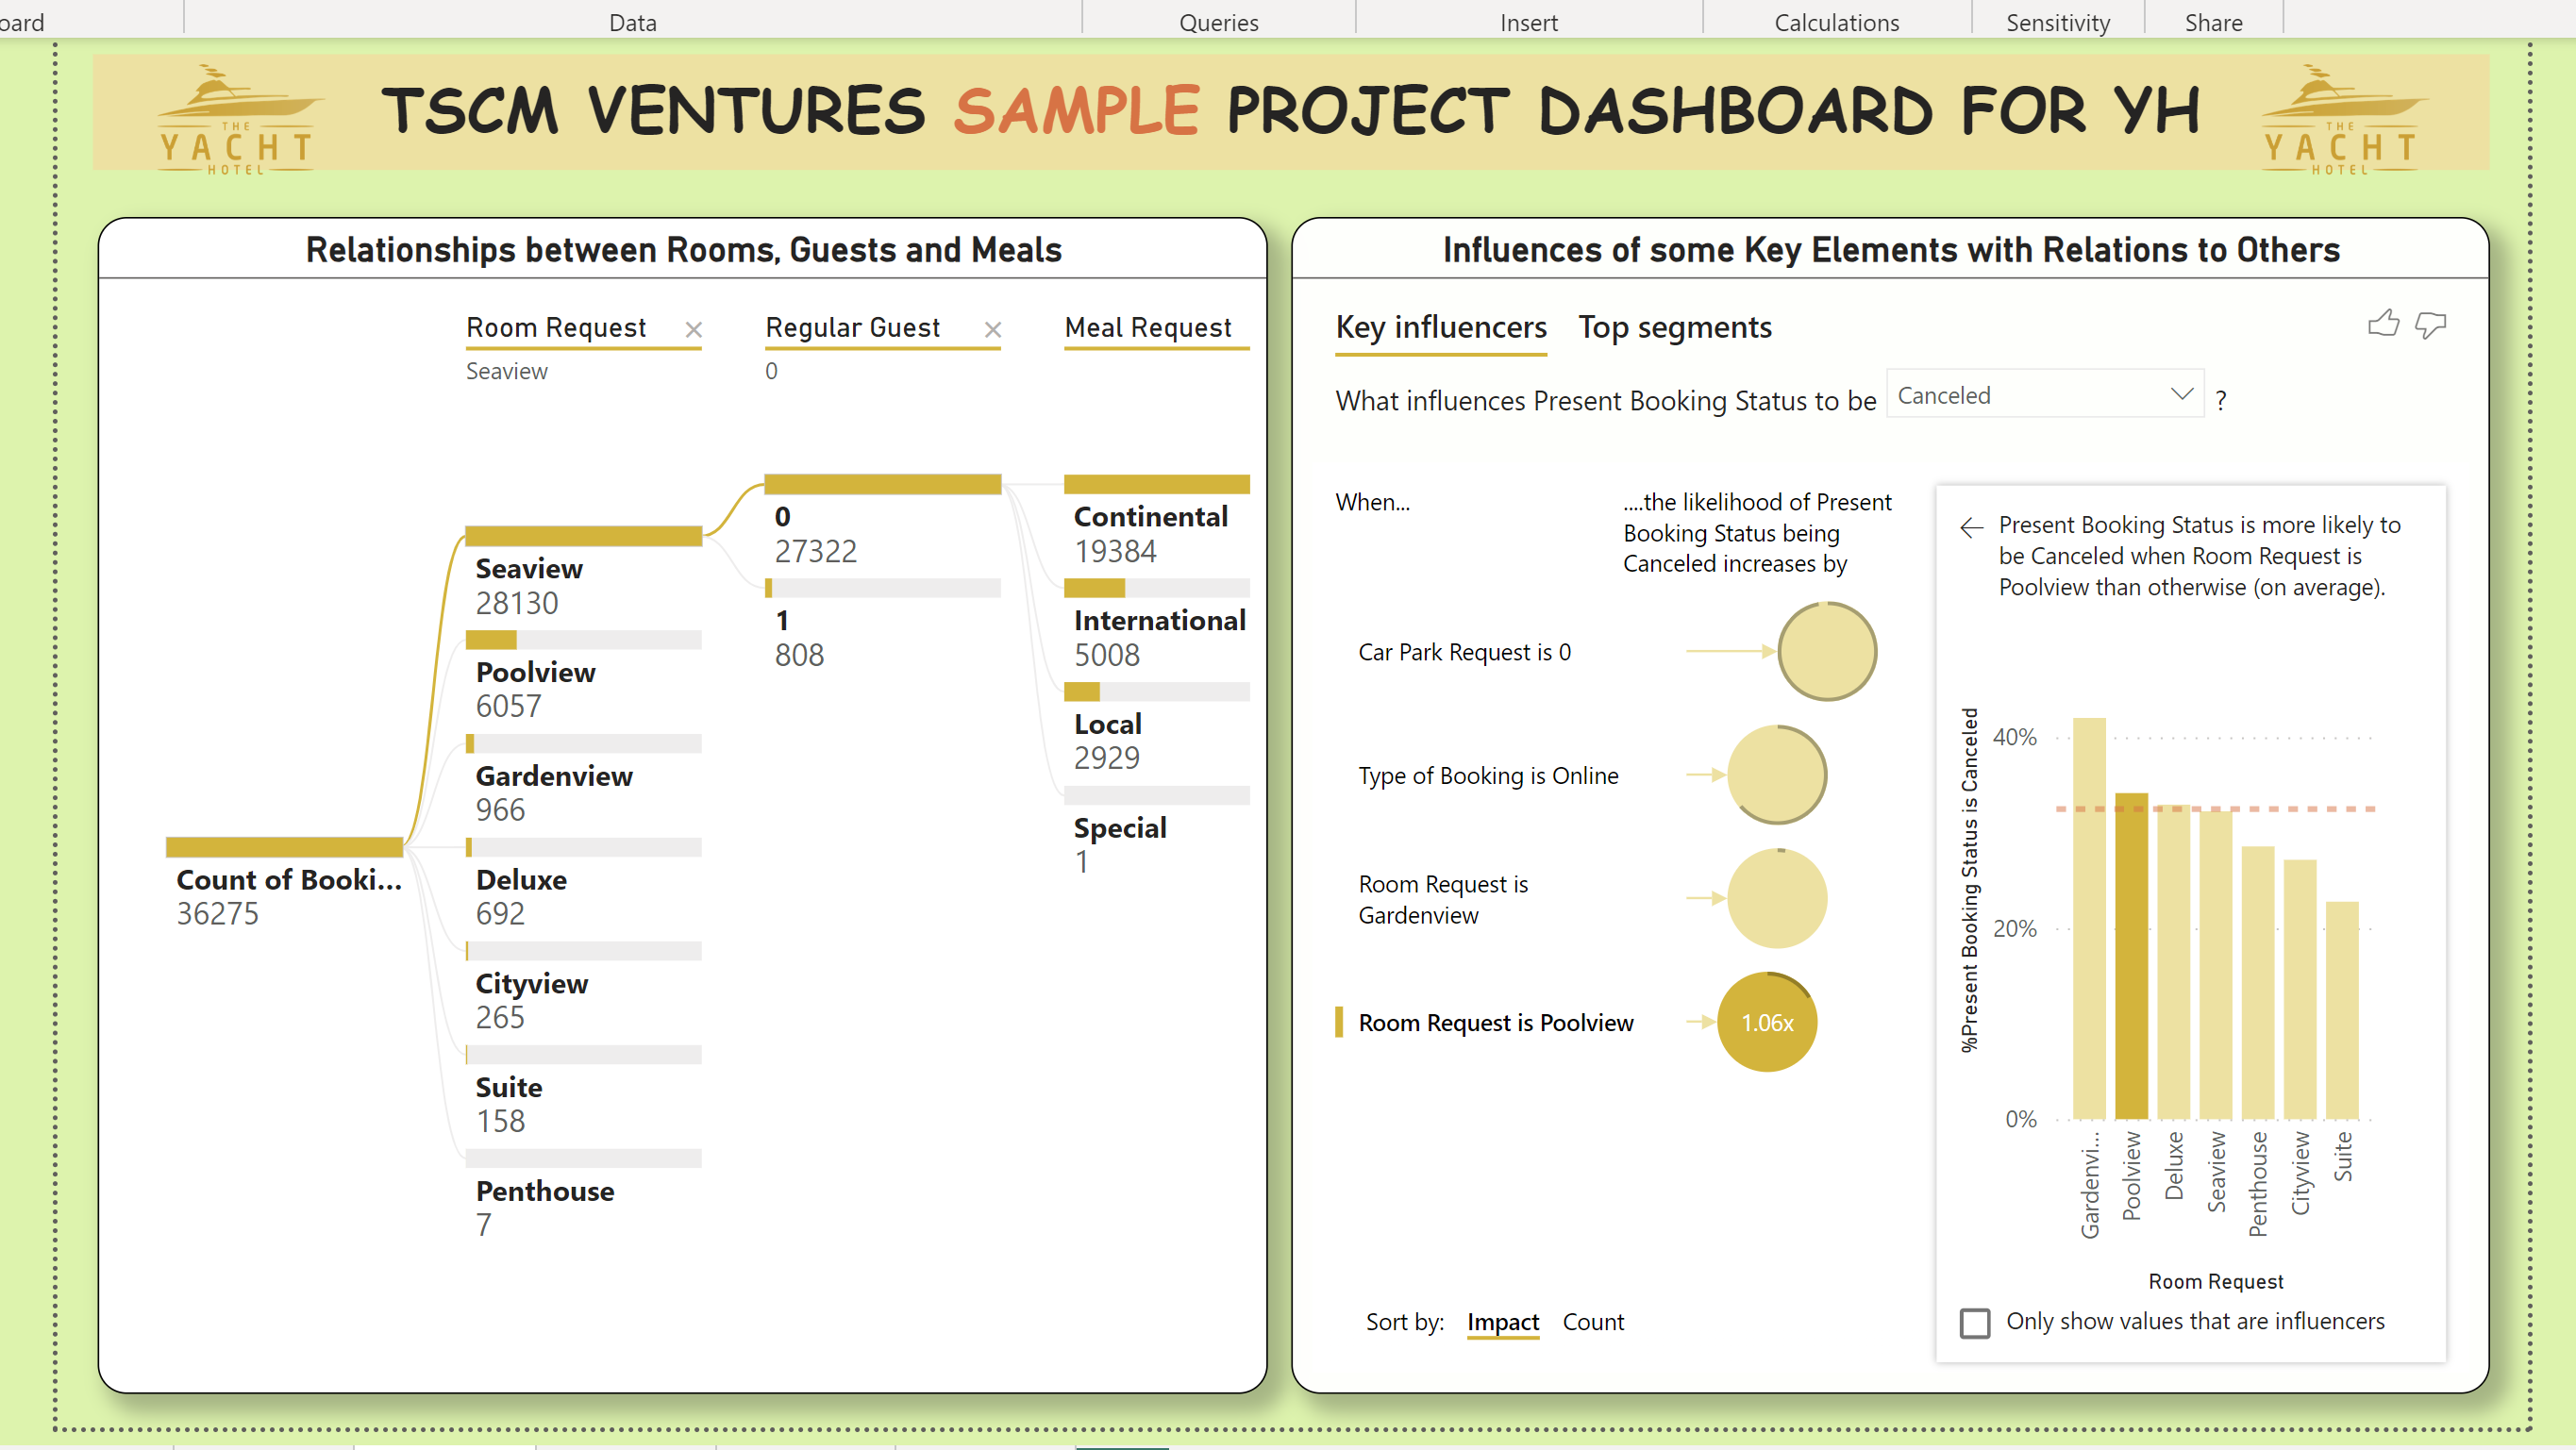 oard
Data
Queries
Insert
Calculations
Sensitivity
Share
THE
YACHT
HOTEL
TSCM VENTURES SAMPLE PROJECT DASHBOARD FOR YH
THE
YACHT
HOTEL
Relationships between Rooms, Guests and Meals
Room Request
Seaview
Regular Guest
0
Meal Request
Count of Booki...
36275
Seaview
28130
Poolview
6057
Gardenview
966
Deluxe
692
Cityview
265
Suite
158
Penthouse
7
0
27322
1
808
Continental
19384
International
5008
Local
2929
Special
1
Influences of some Key Elements with Relations to Others
Key influencers
Top segments
What influences Present Booking Status to be
Canceled
?
When...
....the likelihood of Present
Booking Status being
Canceled increases by
Car Park Request is 0
Type of Booking is Online
Room Request is
Gardenview
Room Request is Poolview
1.06x
Sort by:
Impact
Count
Present Booking Status is more likely to
be Canceled when Room Request is
Poolview than otherwise (on average).
%Present Booking Status is Canceled
40%
20%
0%
Gardenvi...
Poolview
Deluxe
Seaview
Penthouse
Cityview
Suite
Room Request
Only show values that are influencers